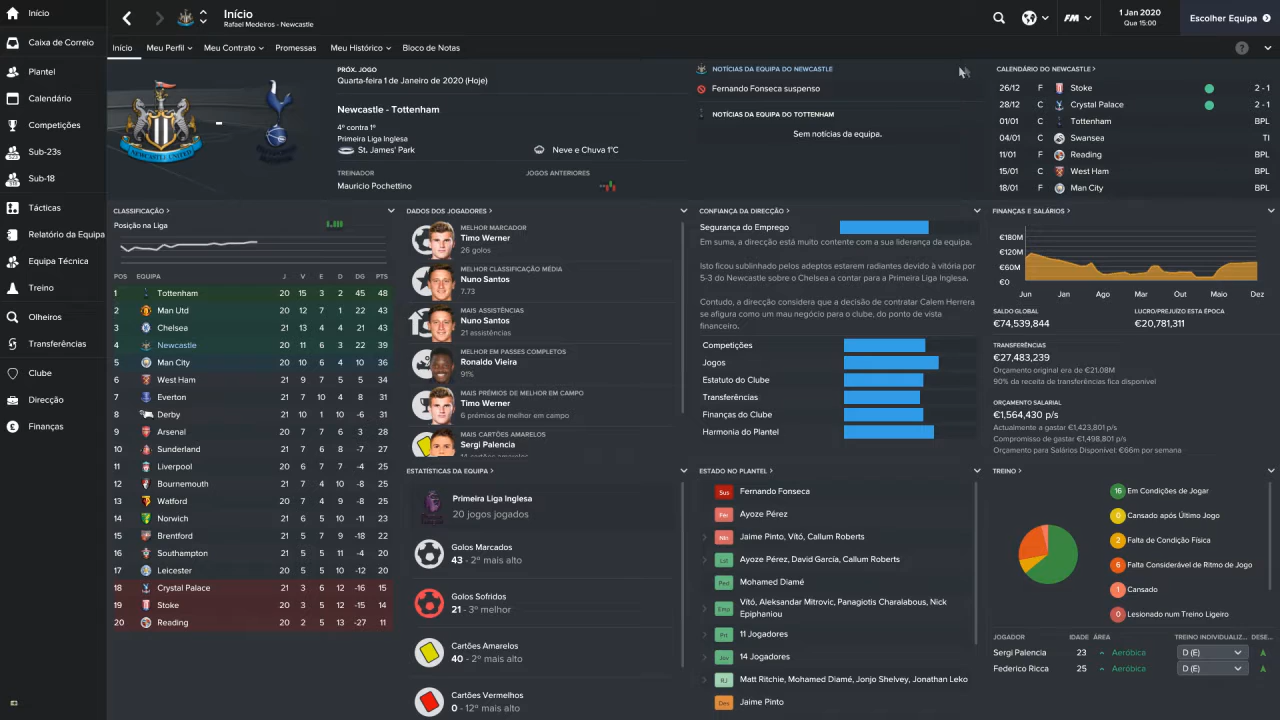 Início
Caixa de Correio
Plantel
Calendário
Competições
Sub-23s
Sub-18
Tácticas
Relatório da Equipa
Equipa Técnica
Treino
Olheiros
Transferências
Clube
Direcção
Finanças
Início
Rafael Medeiros - Newcastle
FM
1 Jan 2020
Qua 15:00
Escolher Equipa
Início
Meu Perfil
Meu Contrato
Promessas
Meu Histórico
Bloco de Notas
NEWCASTLE UNITED
-
PRÓX. JOGO
Quarta-feira 1 de Janeiro de 2020 (Hoje)
Newcastle - Tottenham
4º contra 1º
Primeira Liga Inglesa
St. James' Park
Neve e Chuva 1°C
TREINADOR
JOGOS ANTERIORES
Mauricio Pochettino
NOTÍCIAS DA EQUIPA DO NEWCASTLE
Fernando Fonseca suspenso
NOTÍCIAS DA EQUIPA DO TOTTENHAM
Sem notícias da equipa.
CALENDÁRIO DO NEWCASTLE >
26/12 F Stoke 2 - 1
28/12 C Crystal Palace 2 - 1
01/01 C Tottenham BPL
04/01 C Swansea TI
11/01 F Reading BPL
15/01 C West Ham BPL
18/01 F Man City BPL
CLASSIFICAÇÃO >
Posição na Liga
POS EQUIPA J V E D DG PTS
1 Tottenham 20 15 3 2 45 48
2 Man Utd 20 12 7 1 22 43
3 Chelsea 21 13 4 4 21 43
4 Newcastle 20 11 6 3 22 39
5 Man City 20 10 6 4 10 36
6 West Ham 21 9 7 5 5 34
7 Everton 21 7 10 4 8 31
8 Derby 21 10 1 10 -6 31
9 Arsenal 20 7 7 6 3 28
10 Sunderland 21 7 6 8 -7 27
11 Liverpool 20 6 7 7 -4 25
12 Bournemouth 21 7 4 10 -8 25
13 Watford 20 7 4 9 -8 25
14 Norwich 21 6 5 10 -11 23
15 Brentford 21 5 7 9 -18 22
16 Southampton 20 5 5 11 -4 20
17 Leicester 20 5 5 10 -12 20
18 Crystal Palace 21 3 6 12 -16 15
19 Stoke 20 3 5 12 -15 14
20 Reading 20 2 5 13 -27 11
DADOS DOS JOGADORES >
MELHOR MARCADOR
Timo Werner
26 golos
MELHOR CLASSIFICAÇÃO MÉDIA
Nuno Santos
7.73
MAIS ASSISTÊNCIAS
Nuno Santos
21 assistências
MELHOR EM PASSES COMPLETOS
Ronaldo Vieira
91%
MAIS PRÉMIOS DE MELHOR EM CAMPO
Timo Werner
6 prémios de melhor em campo
MAIS CARTÕES AMARELOS
Sergi Palencia
14 cartões amarelos
ESTATÍSTICAS DA EQUIPA >
Primeira Liga Inglesa
20 jogos jogados
Golos Marcados
43 - 2º mais alto
Golos Sofridos
21 - 3º melhor
Cartões Amarelos
40 - 2º mais alto
Cartões Vermelhos
0 - 12º mais alto
CONFIANÇA DA DIRECÇÃO >
Segurança do Emprego
Em suma, a direcção está muito contente com a sua liderança da equipa.
Isto ficou sublinhado pelos adeptos estarem radiantes devido à vitória por
5-3 do Newcastle sobre o Chelsea a contar para a Primeira Liga Inglesa.
Contudo, a direcção considera que a decisão de contratar Calem Herrera
se afigura como um mau negócio para o clube, do ponto de vista
financeiro.
Competições
Jogos
Estatuto do Clube
Transferências
Finanças do Clube
Harmonia do Plantel
ESTADO NO PLANTEL >
Sus Fernando Fonseca
Ayoze Pérez
Jaime Pinto, Vitó, Callum Roberts
Ayoze Pérez, David García, Callum Roberts
Mohamed Diamé
Vitó, Aleksandar Mitrovic, Panagiotis Charalabous, Nick
Epiphaniou
11 Jogadores
14 Jogadores
RJ Matt Ritchie, Mohamed Diamé, Jonjo Shelvey, Jonathan Leko
Des Jaime Pinto
FINANÇAS E SALÁRIOS >
€180M
€120M
€60M
€0
Jun Jan Ago Mar Out Maio Dez
SALDO GLOBAL
€74,539,844
LUCRO/PREJUÍZO ESTA ÉPOCA
€20,781,311
TRANSFERÊNCIAS
€27,483,239
Orçamento original era de €21.08M
90% da receita de transferências fica disponível
ORÇAMENTO SALARIAL
€1,564,430 p/s
Actualmente a gastar €1,423,801 p/s
Compromisso de gastar €1,498,801 p/s
Orçamento para Salários Disponível: €66m por semana
TREINO >
16 Em Condições de Jogar
0 Cansado após Último Jogo
2 Falta de Condição Física
6 Falta Considerável de Ritmo de Jogo
1 Cansado
0 Lesionado num Treino Ligeiro
JOGADOR IDADE ÁREA TREINO INDIVIDUALIZ... DESE...
Sergi Palencia 23 Aeróbica D (E)
Federico Ricca 25 Aeróbica D (E)